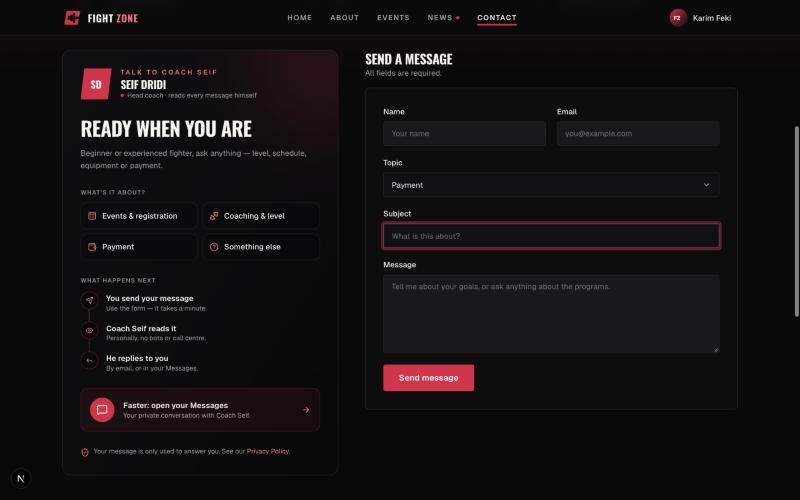 FIGHT ZONE
HOME
ABOUT
EVENTS
NEWS
CONTACT
FZ
Karim Feki
TALK TO COACH SEIF
SD
SEIF DRIDI
Head coach · reads every message himself
READY WHEN YOU ARE
Beginner or experienced fighter, ask anything — level, schedule,
equipment or payment.
WHAT'S IT ABOUT?
Events & registration
Coaching & level
Payment
Something else
WHAT HAPPENS NEXT
You send your message
Use the form — it takes a minute.
Coach Seif reads it
Personally, no bots or call centre.
He replies to you
By email, or in your Messages.
Faster: open your Messages
Your private conversation with Coach Seif.
Your message is only used to answer you. See our Privacy Policy.
SEND A MESSAGE
All fields are required.
Name
Email
Your name
you@example.com
Topic
Payment
Subject
What is this about?
Message
Tell me about your goals, or ask anything about the programs.
Send message
N